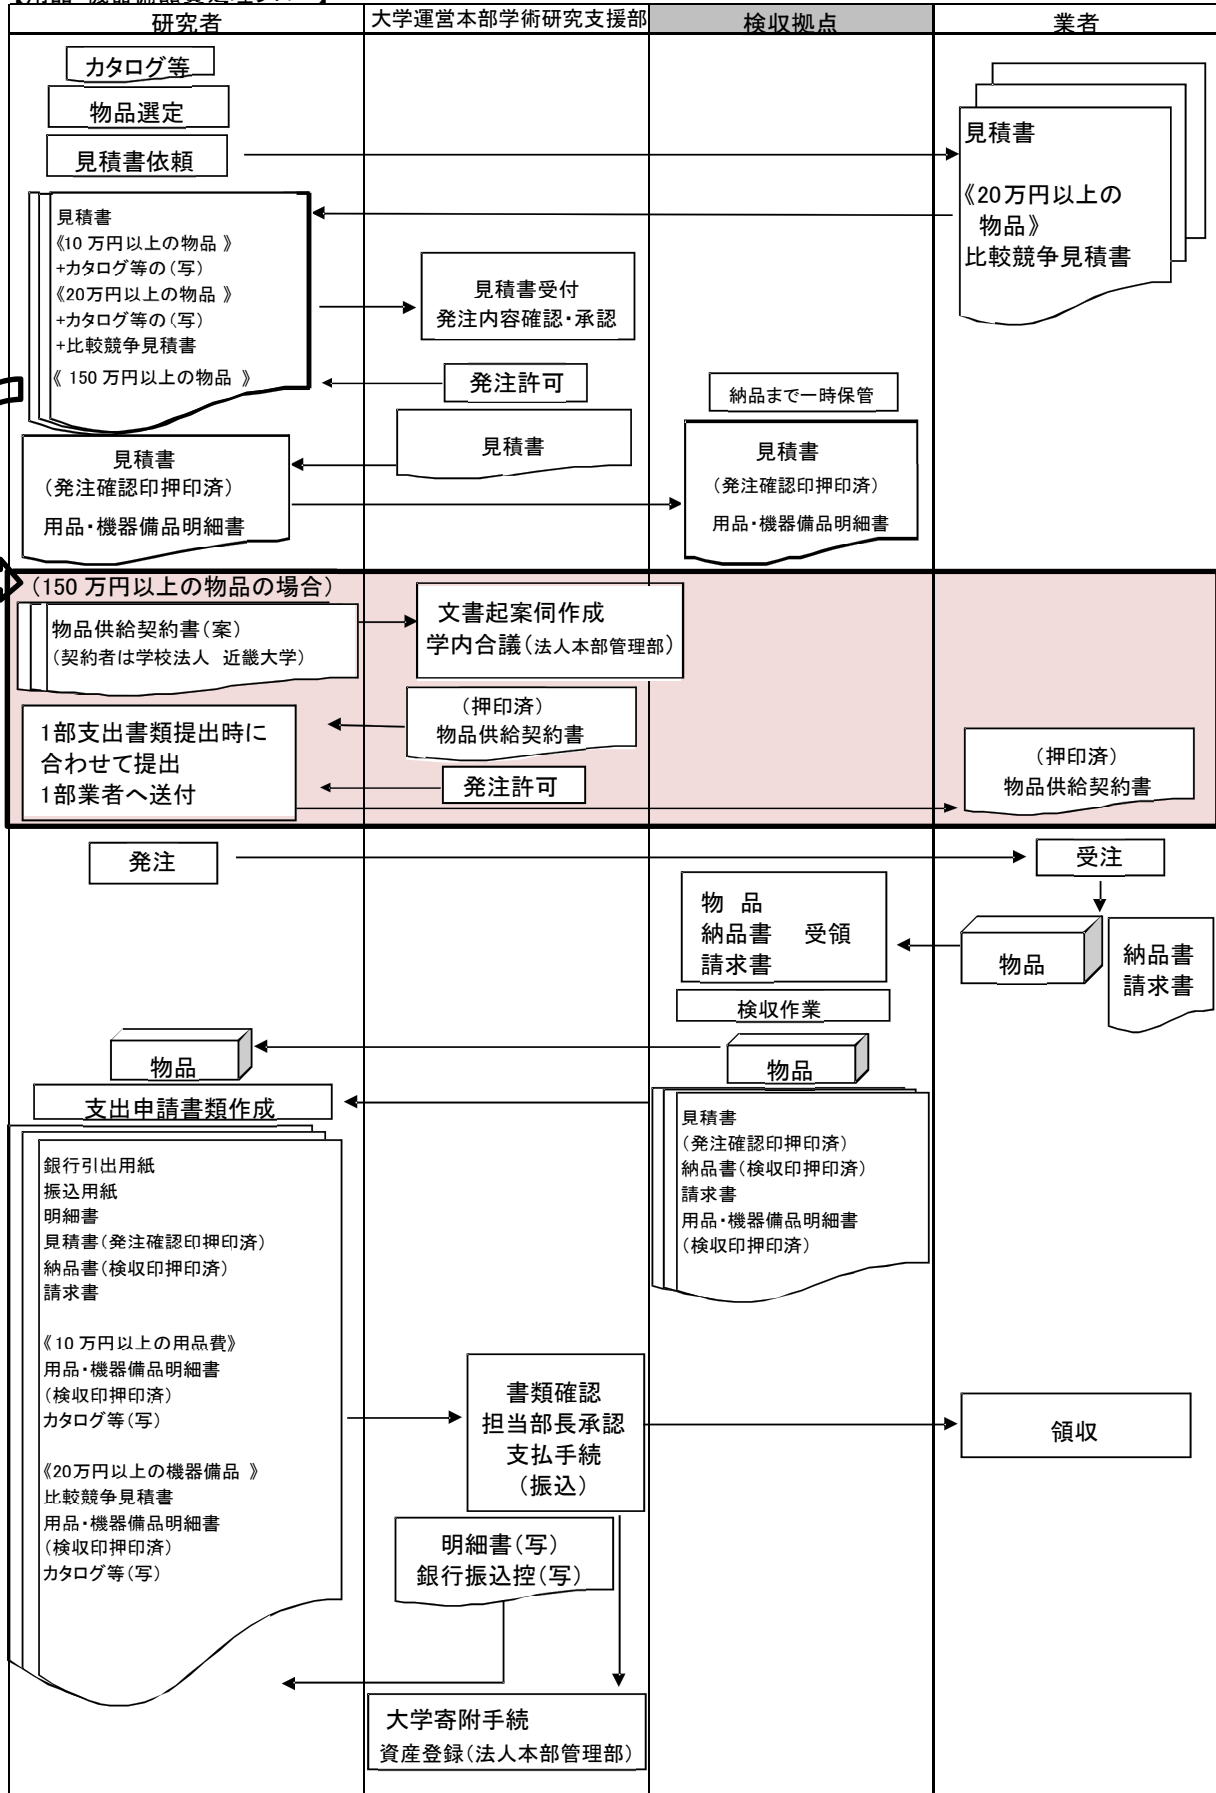 研究者
大学運営本部学術研究支援部
検収拠点
業者
カタログ等
物品選定
見積書依頼
見積書
《20万円以上の
物品》
比較競争見積書
見積書
《10 万円以上の物品 》
+カタログ等の(写)
《20万円以上の物品 》
+カタログ等の(写)
+比較競争見積書
《 150 万円以上の物品 》
見積書受付
発注内容確認・承認
発注許可
見積書
納品まで一時保管
見積書
(発注確認印押印済)
用品・機器備品明細書
見積書
(発注確認印押印済)
用品・機器備品明細書
(150 万円以上の物品の場合)
物品供給契約書(案)
(契約者は学校法人 近畿大学)
文書起案伺作成
学内合議(法人本部管理部)
(押印済)
物品供給契約書
発注許可
1部支出書類提出時に
合わせて提出
1部業者へ送付
(押印済)
物品供給契約書
発注
受注
物 品
納品書 受領
請求書
物品
納品書
請求書
検収作業
物品
物品
支出申請書類作成
見積書
(発注確認印押印済)
納品書(検収印押印済)
請求書
用品・機器備品明細書
(検収印押印済)
銀行引出用紙
振込用紙
明細書
見積書(発注確認印押印済)
納品書(検収印押印済)
請求書
《10 万円以上の用品費》
用品・機器備品明細書
(検収印押印済)
カタログ等(写)
《20万円以上の機器備品 》
比較競争見積書
用品・機器備品明細書
(検収印押印済)
カタログ等(写)
書類確認
担当部長承認
支払手続
(振込)
領収
明細書(写)
銀行振込控(写)
大学寄附手続
資産登録(法人本部管理部)